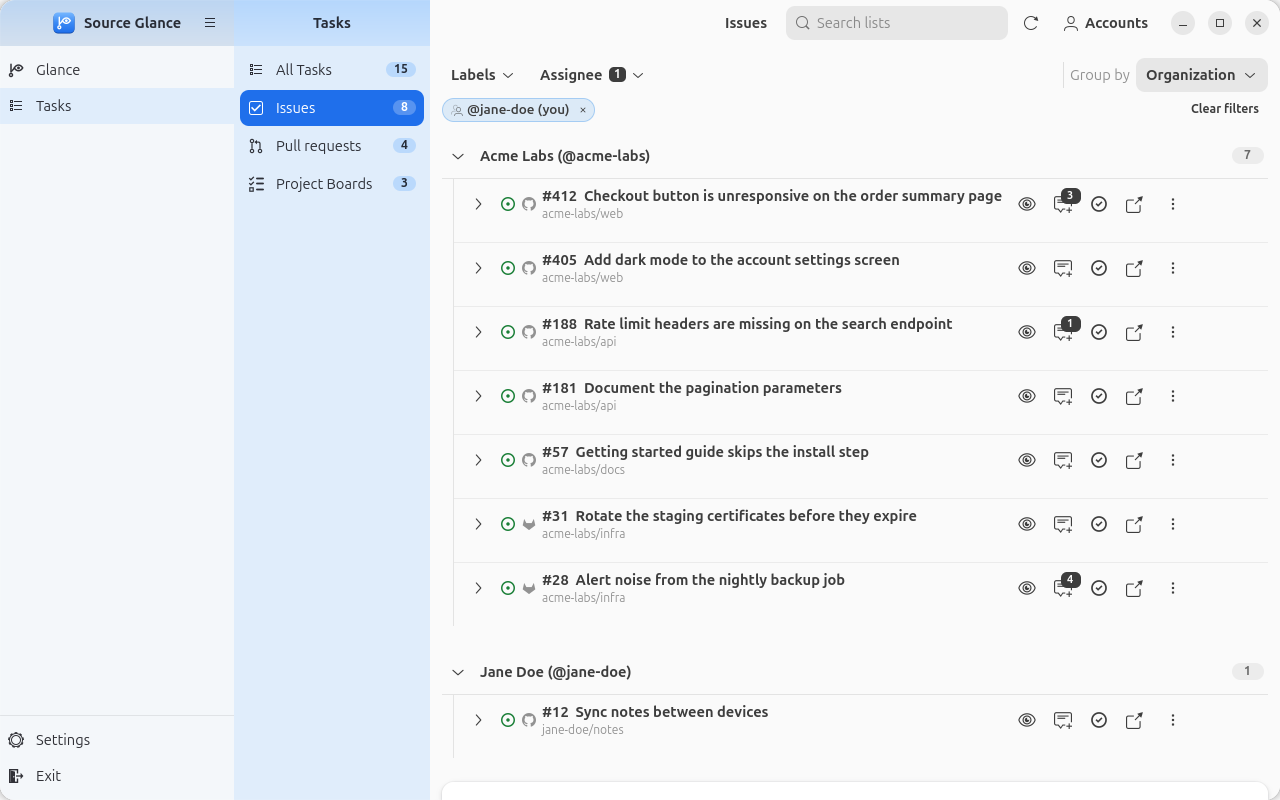 Source Glance
Tasks
Issues
Search lists
Accounts
Glance
Tasks
All Tasks 15
Issues 8
Pull requests 4
Project Boards 3
Settings
Exit
Labels
Assignee 1
Group by Organization
@jane-doe (you) ×
Clear filters
Acme Labs (@acme-labs) 7
#412 Checkout button is unresponsive on the order summary page 3
acme-labs/web
#405 Add dark mode to the account settings screen
acme-labs/web
#188 Rate limit headers are missing on the search endpoint 1
acme-labs/api
#181 Document the pagination parameters
acme-labs/api
#57 Getting started guide skips the install step
acme-labs/docs
#31 Rotate the staging certificates before they expire
acme-labs/infra
#28 Alert noise from the nightly backup job 4
acme-labs/infra
Jane Doe (@jane-doe) 1
#12 Sync notes between devices
jane-doe/notes